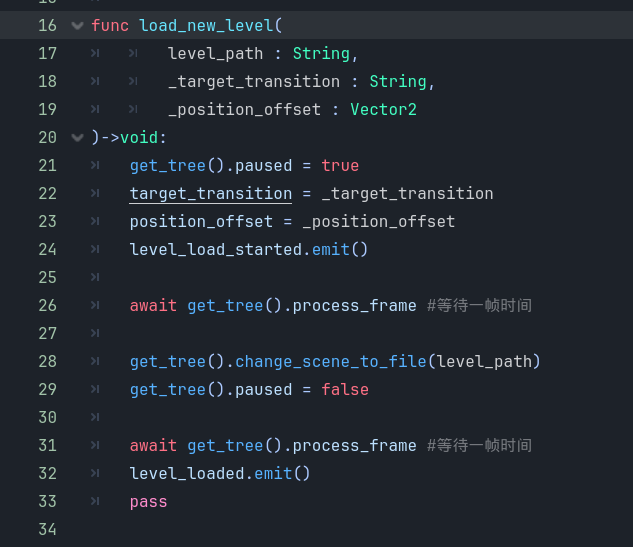 16 func load_new_level(
17 level_path : String,
18 _target_transition : String,
19 _position_offset : Vector2
20 )->void:
21 get_tree().paused = true
22 target_transition = _target_transition
23 position_offset = _position_offset
24 level_load_started.emit()
25
26 await get_tree().process_frame #等待一帧时间
27
28 get_tree().change_scene_to_file(level_path)
29 get_tree().paused = false
30
31 await get_tree().process_frame #等待一帧时间
32 level_loaded.emit()
33 pass
34